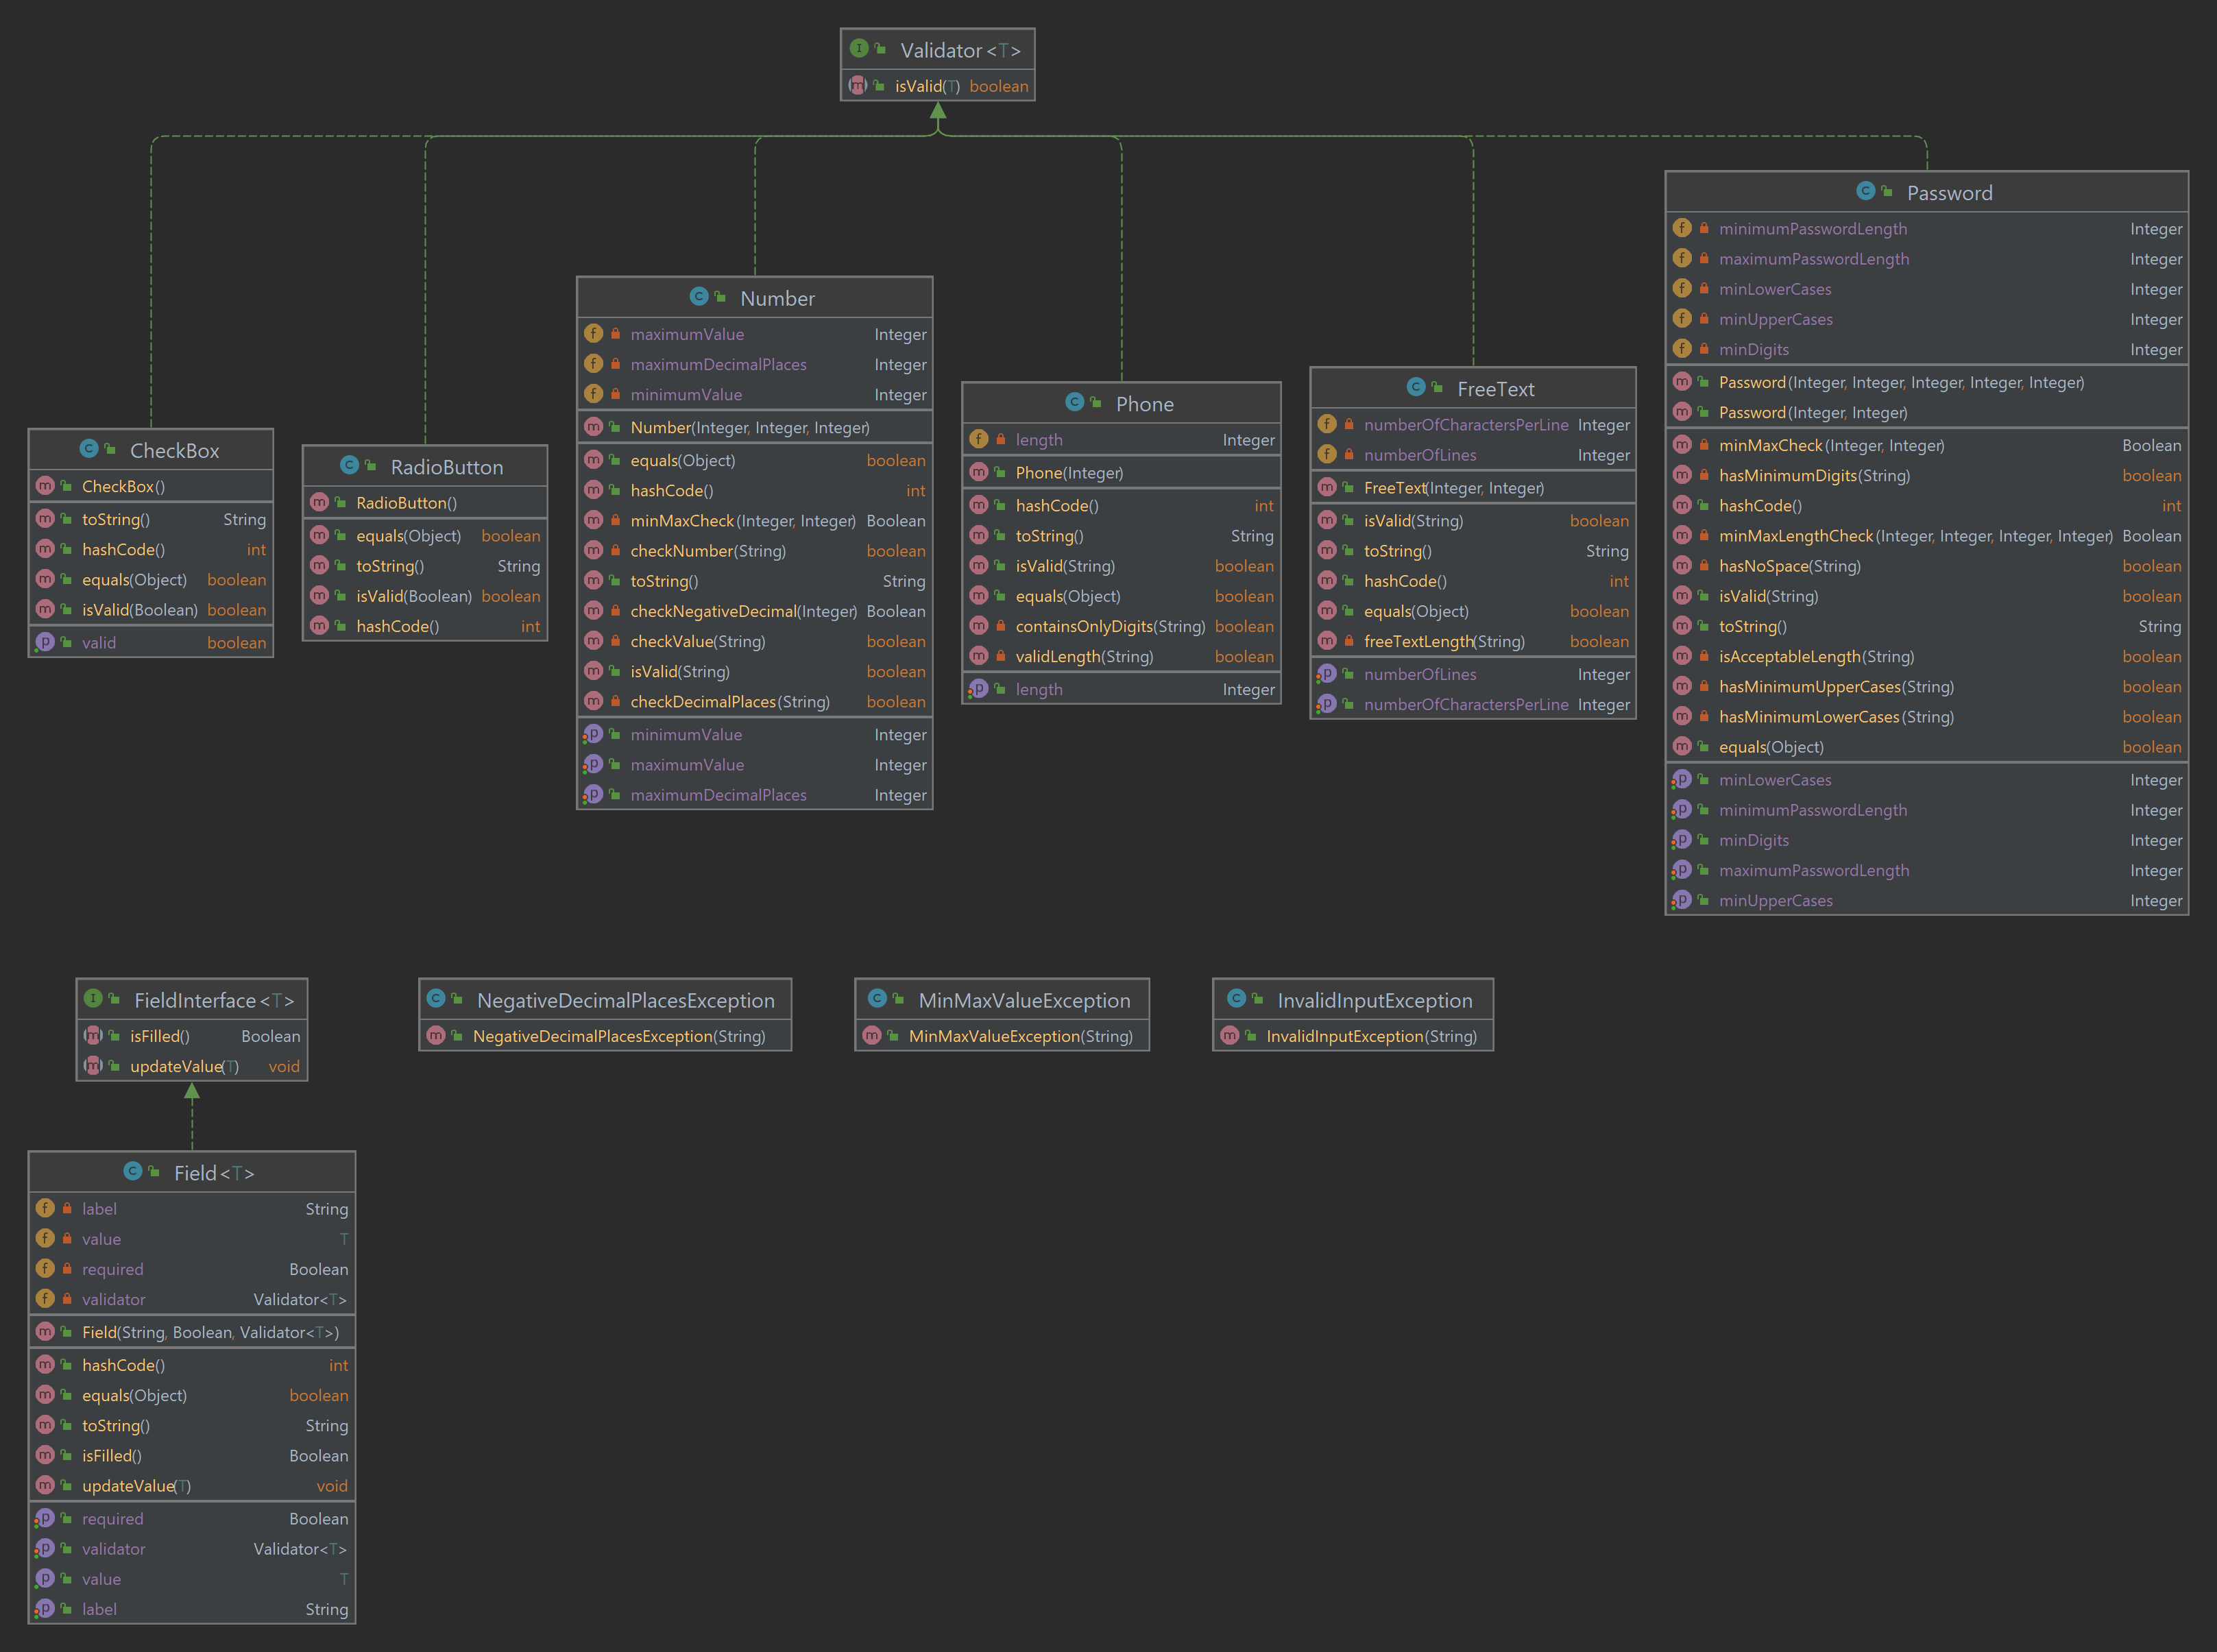 Validator<T>
isValid(T) boolean
CheckBox
CheckBox()
toString() String
hashCode() int
equals(Object) boolean
isValid(Boolean) boolean
valid boolean
RadioButton
RadioButton()
equals(Object) boolean
toString() String
isValid(Boolean) boolean
hashCode() int
Number
maximumValue Integer
maximumDecimalPlaces Integer
minimumValue Integer
Number(Integer, Integer, Integer)
equals(Object) boolean
hashCode() int
minMaxCheck(Integer, Integer) Boolean
checkNumber(String) boolean
toString() String
checkNegativeDecimal(Integer) Boolean
checkValue(String) boolean
isValid(String) boolean
checkDecimalPlaces(String) boolean
minimumValue Integer
maximumValue Integer
maximumDecimalPlaces Integer
Phone
length Integer
Phone(Integer)
hashCode() int
toString() String
isValid(String) boolean
equals(Object) boolean
containsOnlyDigits(String) boolean
validLength(String) boolean
length Integer
FreeText
numberOfCharactersPerLine Integer
numberOfLines Integer
FreeText(Integer, Integer)
isValid(String) boolean
toString() String
hashCode() int
equals(Object) boolean
freeTextLength(String) boolean
numberOfLines Integer
numberOfCharactersPerLine Integer
Password
minimumPasswordLength Integer
maximumPasswordLength Integer
minLowerCases Integer
minUpperCases Integer
minDigits Integer
Password(Integer, Integer, Integer, Integer, Integer)
Password(Integer, Integer)
minMaxCheck(Integer, Integer) Boolean
hasMinimumDigits(String) boolean
hashCode() int
minMaxLengthCheck(Integer, Integer, Integer, Integer) Boolean
hasNoSpace(String) boolean
isValid(String) boolean
toString() String
isAcceptableLength(String) boolean
hasMinimumUpperCases(String) boolean
hasMinimumLowerCases(String) boolean
equals(Object) boolean
minLowerCases Integer
minimumPasswordLength Integer
minDigits Integer
maximumPasswordLength Integer
minUpperCases Integer
FieldInterface<T>
isFilled() Boolean
updateValue(T) void
NegativeDecimalPlacesException
NegativeDecimalPlacesException(String)
MinMaxValueException
MinMaxValueException(String)
InvalidInputException
InvalidInputException(String)
Field<T>
label String
value T
required Boolean
validator Validator<T>
Field(String, Boolean, Validator<T>)
hashCode() int
equals(Object) boolean
toString() String
isFilled() Boolean
updateValue(T) void
required Boolean
validator Validator<T>
value T
label String